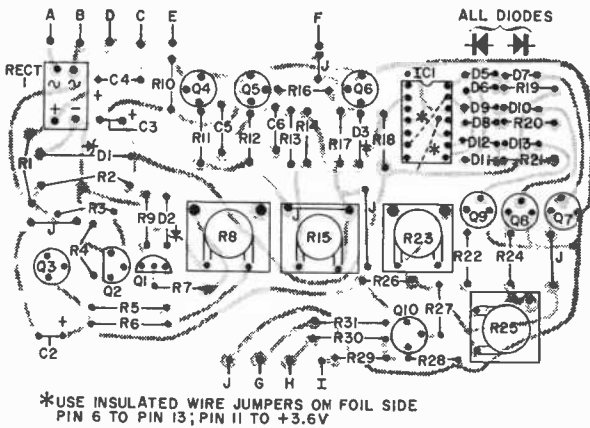 A B D C E F ALL DIODES
RECT 1
C4
R10 Q4 Q5 R16 J Q6 IC1 D5 D7
D6 R19
C3
R11 C5 R12 C6 R13 R14 R17 D3 R18 D9 D10
D8 R20
R1 D1 D12 D13
R2 D11 R21
R3 R9 D2 R8 J R15 J R23 Q9 Q8 Q7
J
R4
Q3 Q2 Q1 R7 R26 R22 R24 J
R5 R27
R6 R31 Q10 R25
R30
C2 R29 R28
J G H I
*USE INSULATED WIRE JUMPERS ON FOIL SIDE
PIN 6 TO PIN 13; PIN 11 TO +3.6V